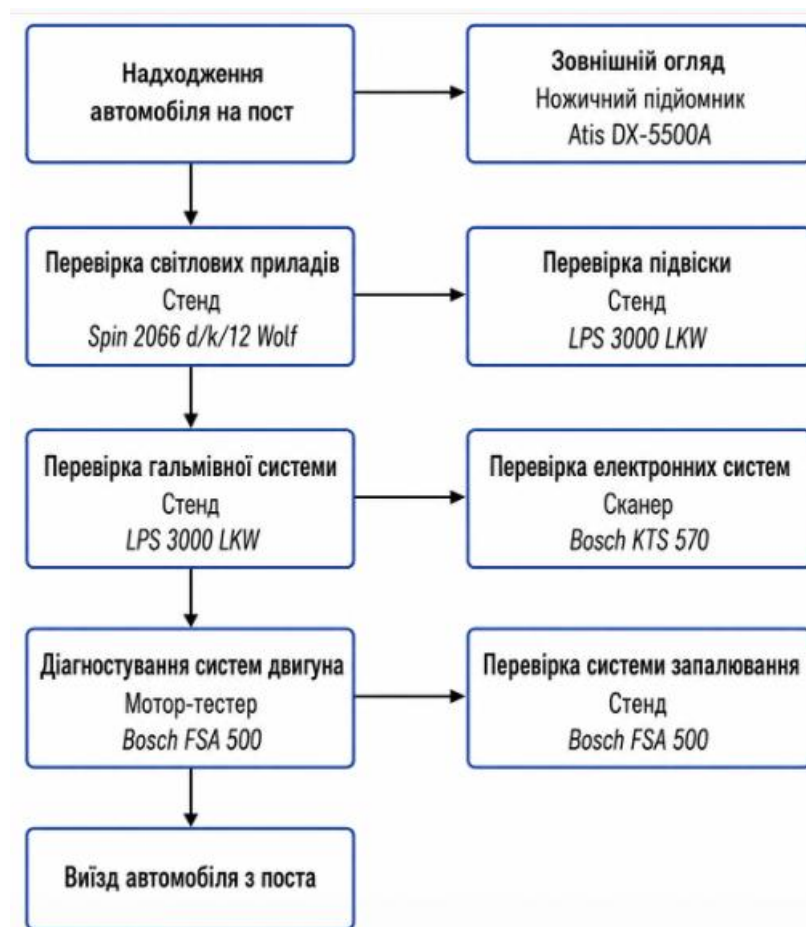 Надходження
автомобіля на пост
Зовнішній огляд
Ножичний підйомник
Atis DX-5500A
Перевірка світлових приладів
Стенд
Spin 2066 d/k/12 Wolf
Перевірка підвіски
Стенд
LPS 3000 LKW
Перевірка гальмівної системи
Стенд
LPS 3000 LKW
Перевірка електронних систем
Сканер
Bosch KTS 570
Діагностування систем двигуна
Мотор-тестер
Bosch FSA 500
Перевірка системи запалювання
Стенд
Bosch FSA 500
Виїзд автомобіля з поста